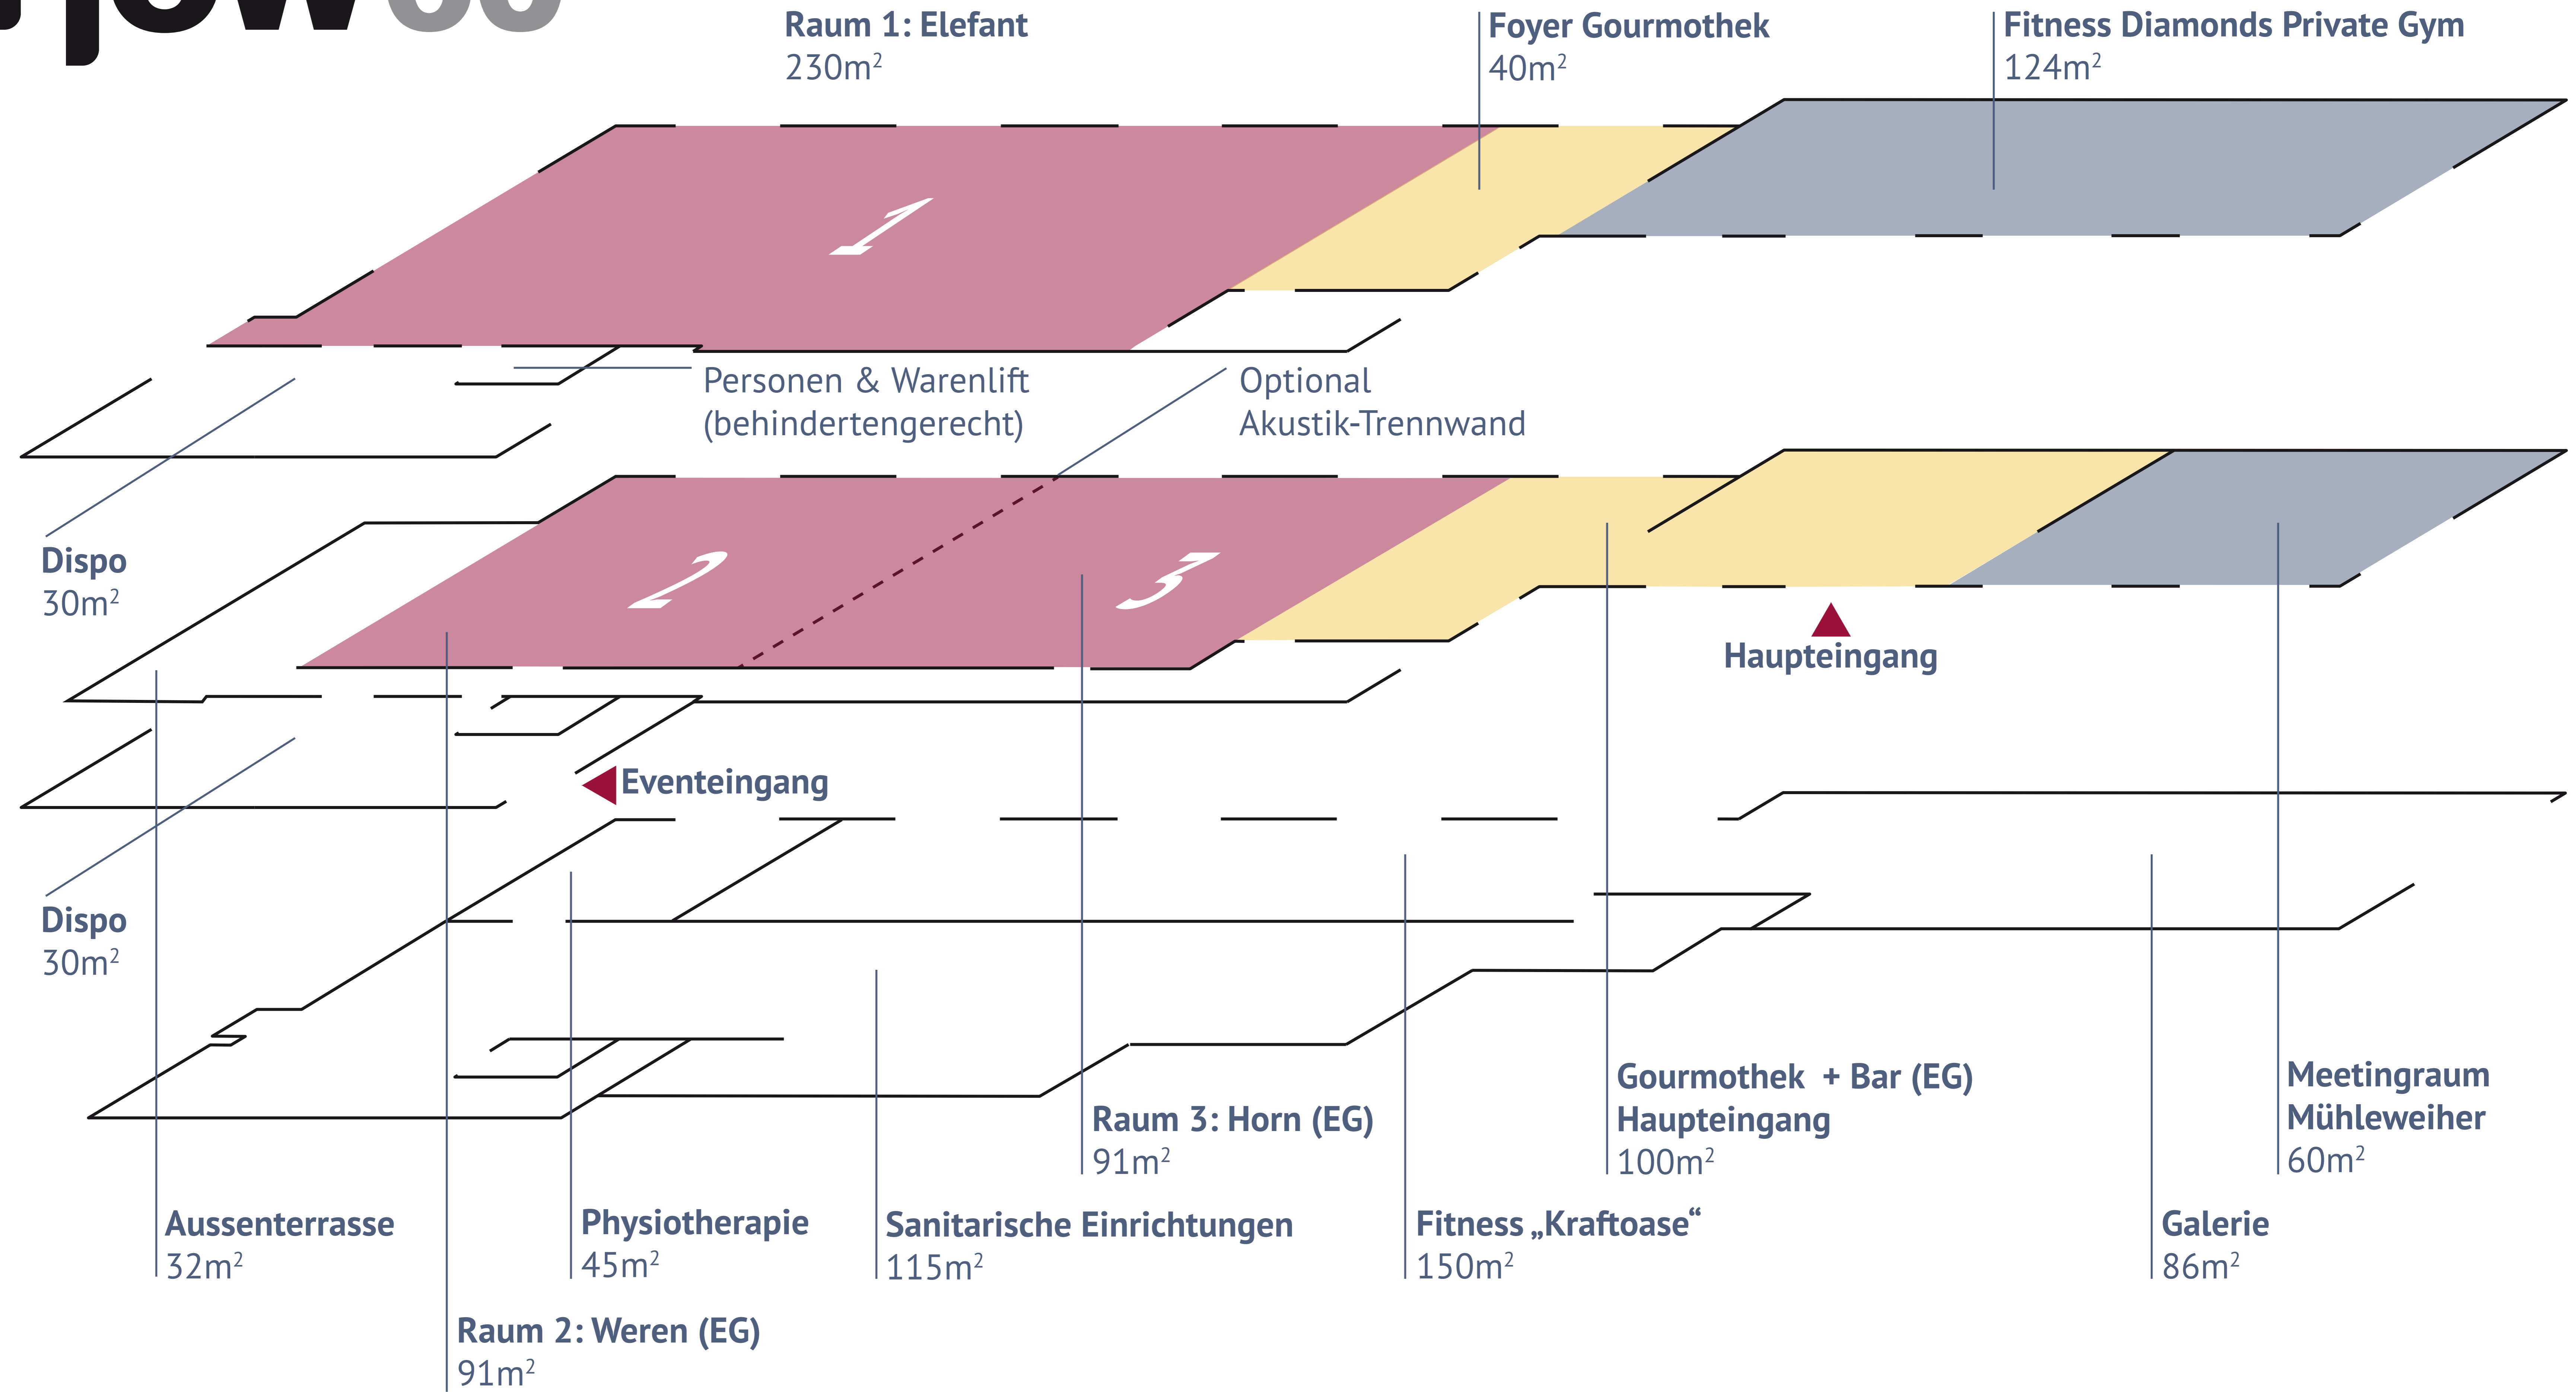 Raum 1: Elefant
230m²
Foyer Gourmothek
40m²
Fitness Diamonds Private Gym
124m²
1
Personen & Warenlift
(behindertengerecht)
Optional
Akustik-Trennwand
Dispo
30m²
2
3
Haupteingang
Eventeingang
Dispo
30m²
Gourmothek + Bar (EG)
Haupteingang
100m²
Meetingraum
Mühleweiher
60m²
Raum 3: Horn (EG)
91m²
Aussenterrasse
32m²
Physiotherapie
45m²
Sanitarische Einrichtungen
115m²
Fitness „Kraftoase“
150m²
Galerie
86m²
Raum 2: Weren (EG)
91m²